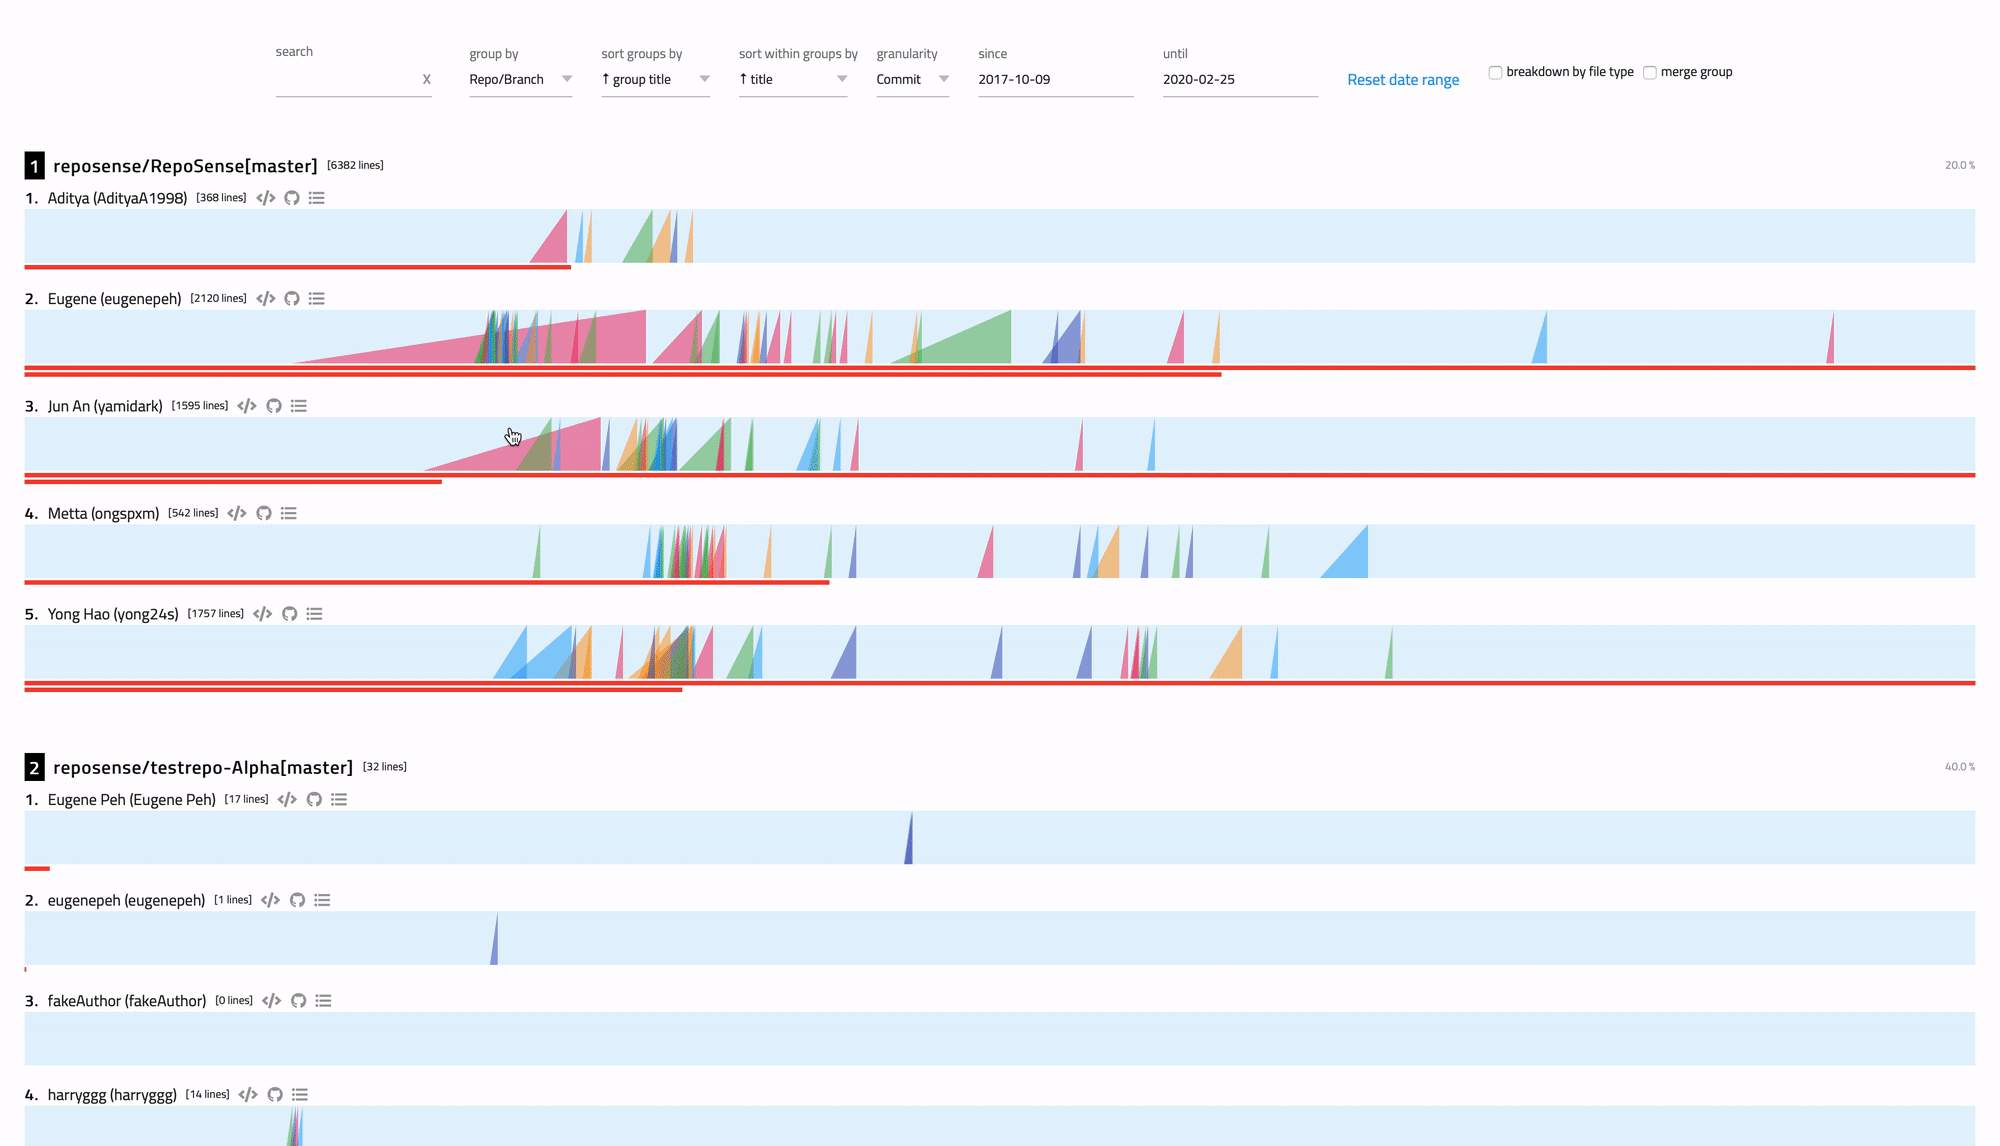 search
X
group by
Repo/Branch
sort groups by
↑ group title
sort within groups by
↑ title
granularity
Commit
since
2017-10-09
until
2020-02-25
Reset date range
breakdown by file type
merge group
1 reposense/RepoSense[master] [6382 lines] 20.0 %
1. Aditya (AdityaA1998) [368 lines] </>
2. Eugene (eugenepeh) [2120 lines] </>
3. Jun An (yamidark) [1595 lines] </>
4. Metta (ongspxm) [542 lines] </>
5. Yong Hao (yong24s) [1757 lines] </>
2 reposense/testrepo-Alpha[master] [32 lines] 40.0 %
1. Eugene Peh (Eugene Peh) [17 lines] </>
2. eugenepeh (eugenepeh) [1 lines] </>
3. fakeAuthor (fakeAuthor) [0 lines] </>
4. harryggg (harryggg) [14 lines] </>